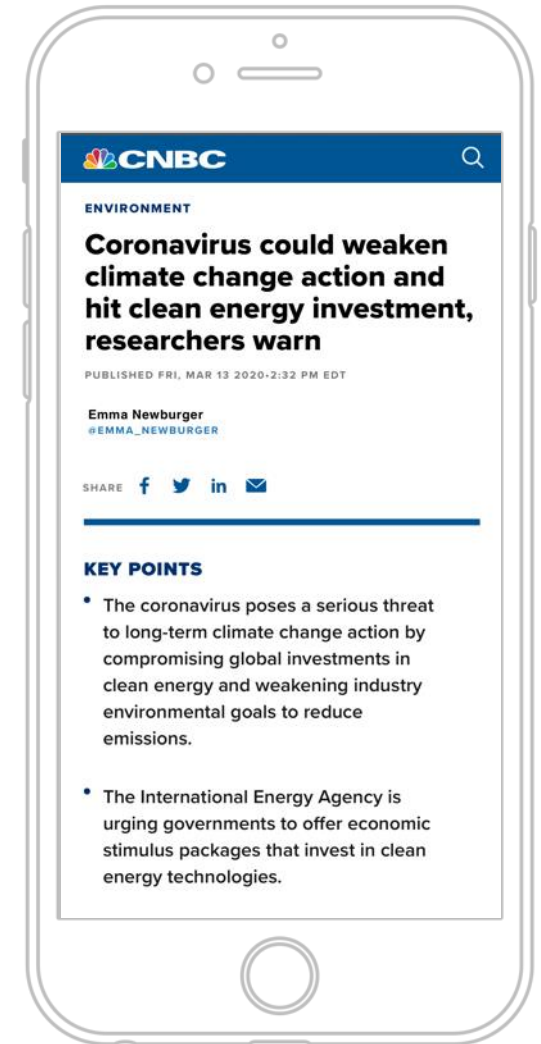 CNBC
ENVIRONMENT
Coronavirus could weaken
climate change action and
hit clean energy investment,
researchers warn
PUBLISHED FRI, MAR 13 2020•2:32 PM EDT
Emma Newburger
@EMMA_NEWBURGER
SHARE
KEY POINTS
• The coronavirus poses a serious threat
to long-term climate change action by
compromising global investments in
clean energy and weakening industry
environmental goals to reduce
emissions.
• The International Energy Agency is
urging governments to offer economic
stimulus packages that invest in clean
energy technologies.